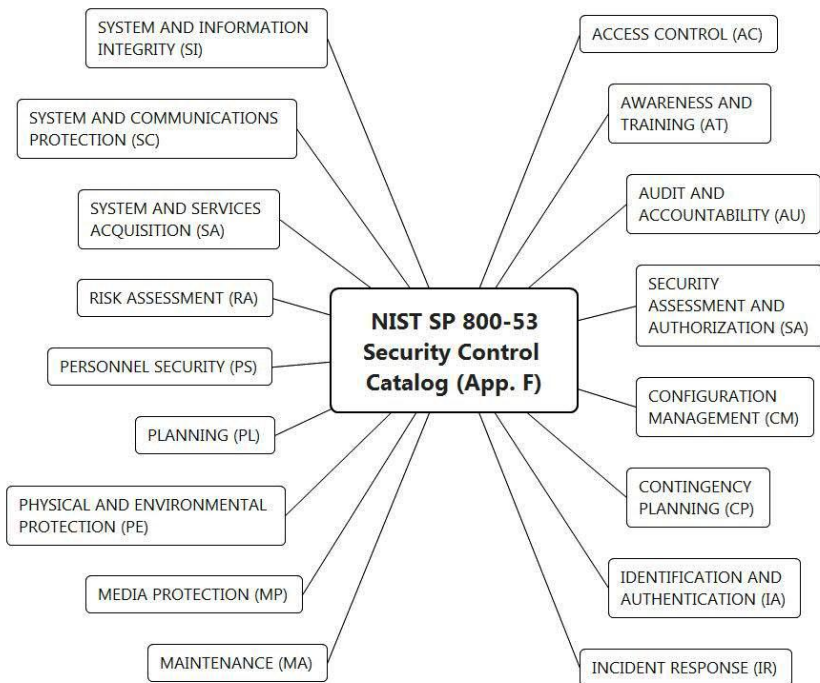 SYSTEM AND INFORMATION
INTEGRITY (SI)
SYSTEM AND COMMUNICATIONS
PROTECTION (SC)
SYSTEM AND SERVICES
ACQUISITION (SA)
RISK ASSESSMENT (RA)
PERSONNEL SECURITY (PS)
PLANNING (PL)
PHYSICAL AND ENVIRONMENTAL
PROTECTION (PE)
MEDIA PROTECTION (MP)
MAINTENANCE (MA)
NIST SP 800-53
Security Control
Catalog (App. F)
ACCESS CONTROL (AC)
AWARENESS AND
TRAINING (AT)
AUDIT AND
ACCOUNTABILITY (AU)
SECURITY
ASSESSMENT AND
AUTHORIZATION (SA)
CONFIGURATION
MANAGEMENT (CM)
CONTINGENCY
PLANNING (CP)
IDENTIFICATION AND
AUTHENTICATION (IA)
INCIDENT RESPONSE (IR)